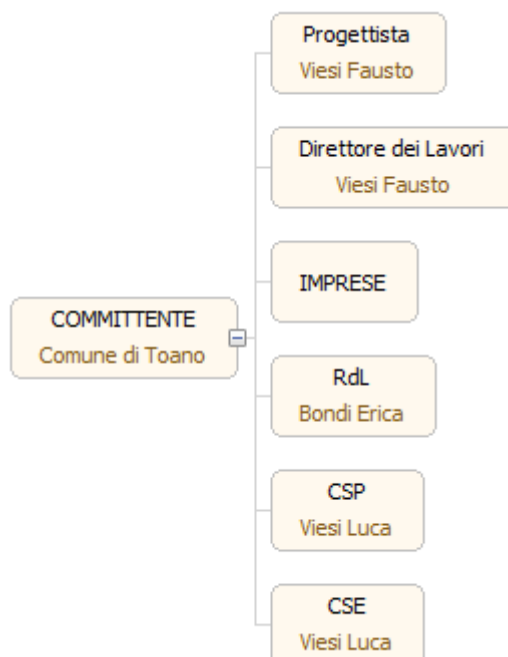 Progettista
Viesi Fausto
Direttore dei Lavori
Viesi Fausto
IMPRESE
COMMITTENTE
Comune di Toano
RdL
Bondi Erica
CSP
Viesi Luca
CSE
Viesi Luca